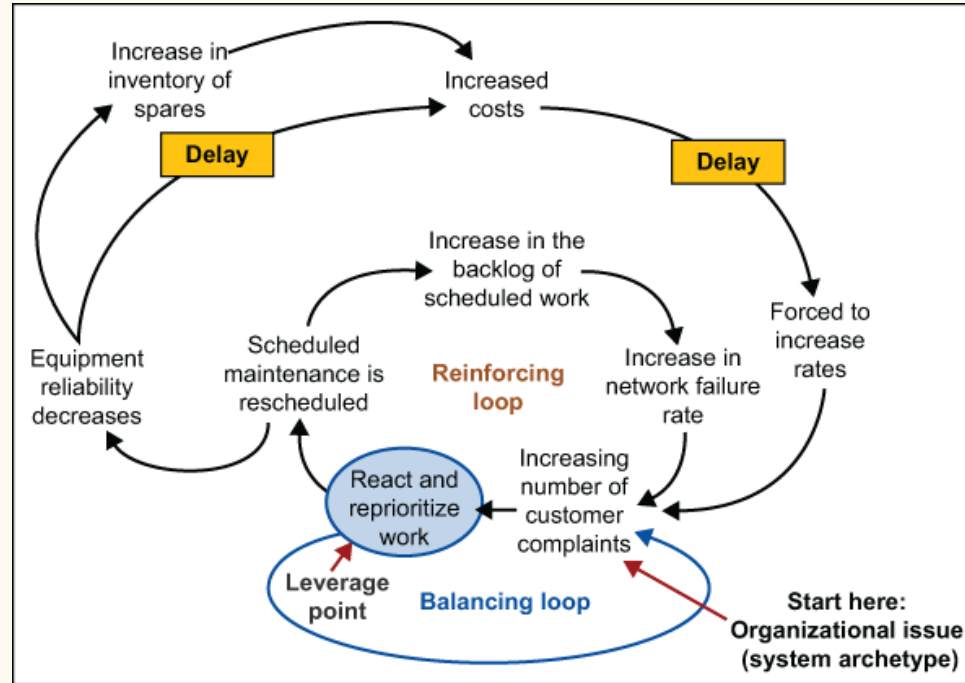 Increase in
inventory of
spares
Increased
costs
Delay
Delay
Increase in the
backlog of
scheduled work
Forced to
increase
rates
Equipment
reliability
decreases
Scheduled
maintenance is
rescheduled
Reinforcing
loop
Increase in
network failure
rate
React and
reprioritize
work
Increasing
number of
customer
complaints
Leverage
point
Balancing loop
Start here:
Organizational issue
(system archetype)